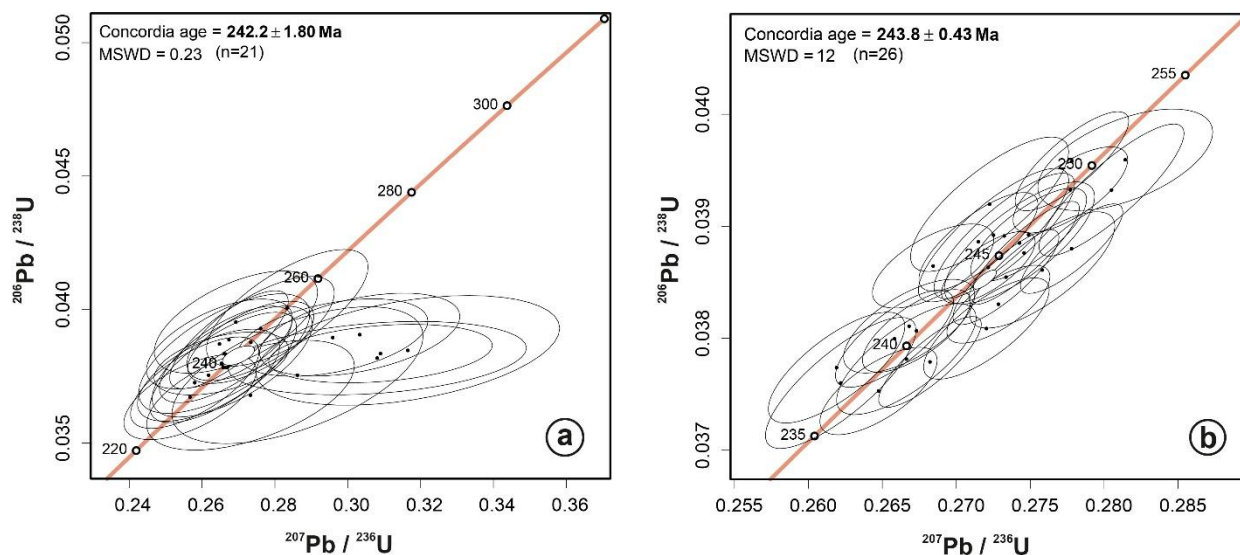 Concordia age = 242.2 ± 1.80 Ma
MSWD = 0.23 (n=21)
0.050
0.045
0.040
0.035
²⁰⁶Pb / ²³⁸U
300
280
260
240
220
a
0.24 0.26 0.28 0.30 0.32 0.34 0.36
²⁰⁷Pb / ²³⁶U
Concordia age = 243.8 ± 0.43 Ma
MSWD = 12 (n=26)
0.040
0.039
0.038
0.037
²⁰⁶Pb / ²³⁸U
255
230
245
240
235
b
0.255 0.260 0.265 0.270 0.275 0.280 0.285
²⁰⁷Pb / ²³⁶U